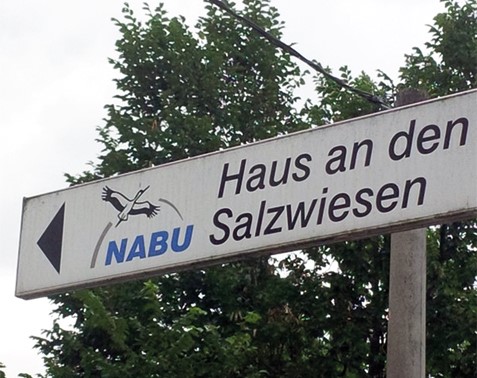 NABU
Haus an den
Salzwiesen